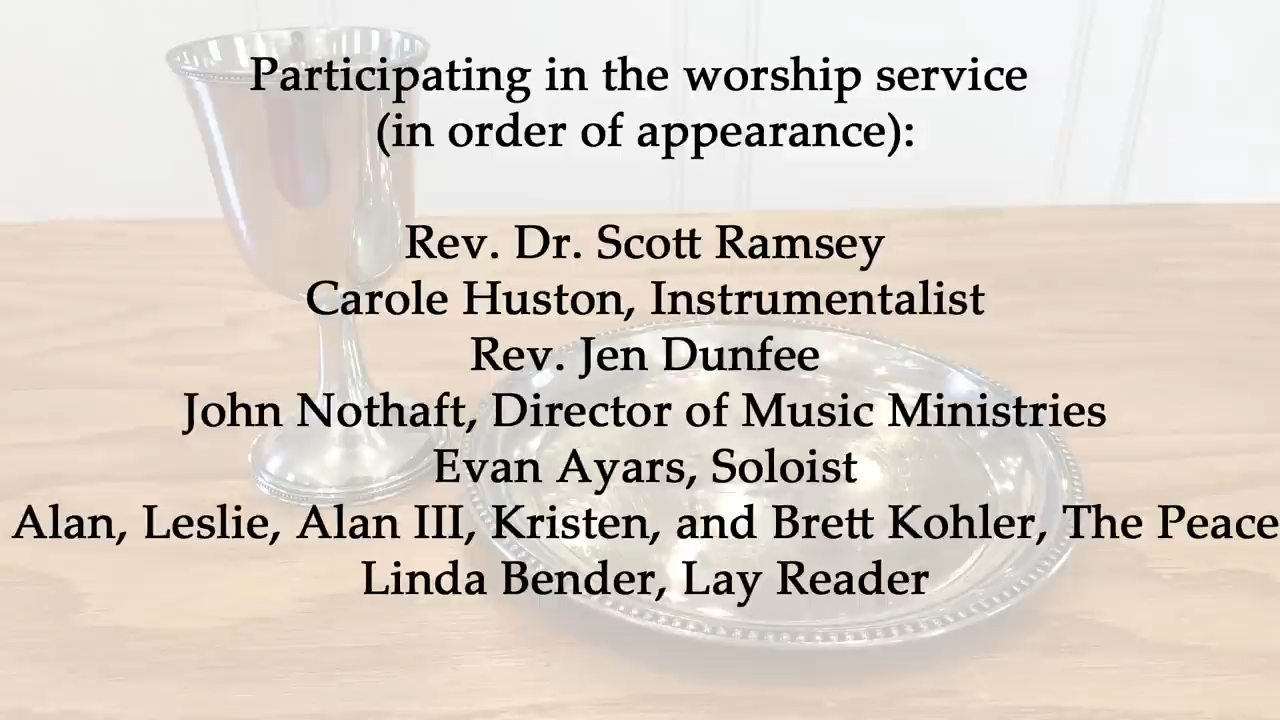 Participating in the worship service
(in order of appearance):
Rev. Dr. Scott Ramsey
Carole Huston, Instrumentalist
Rev. Jen Dunfee
John Nothaft, Director of Music Ministries
Evan Ayars, Soloist
Alan, Leslie, Alan III, Kristen, and Brett Kohler, The Peace
Linda Bender, Lay Reader